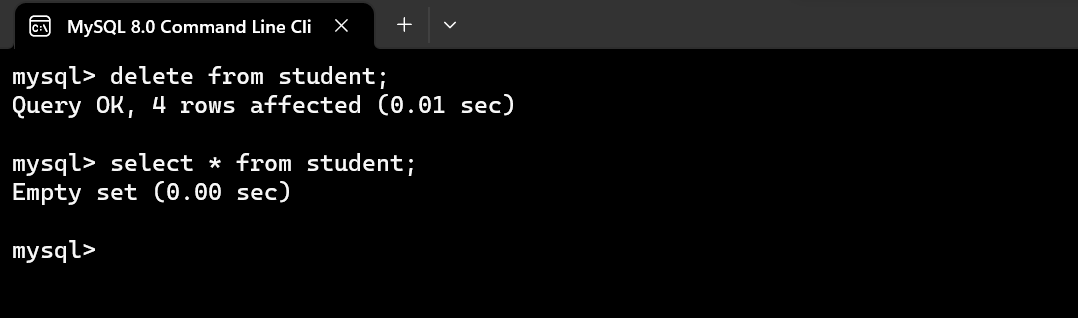 MySQL 8.0 Command Line Cli
mysql> delete from student;
Query OK, 4 rows affected (0.01 sec)
mysql> select * from student;
Empty set (0.00 sec)
mysql>